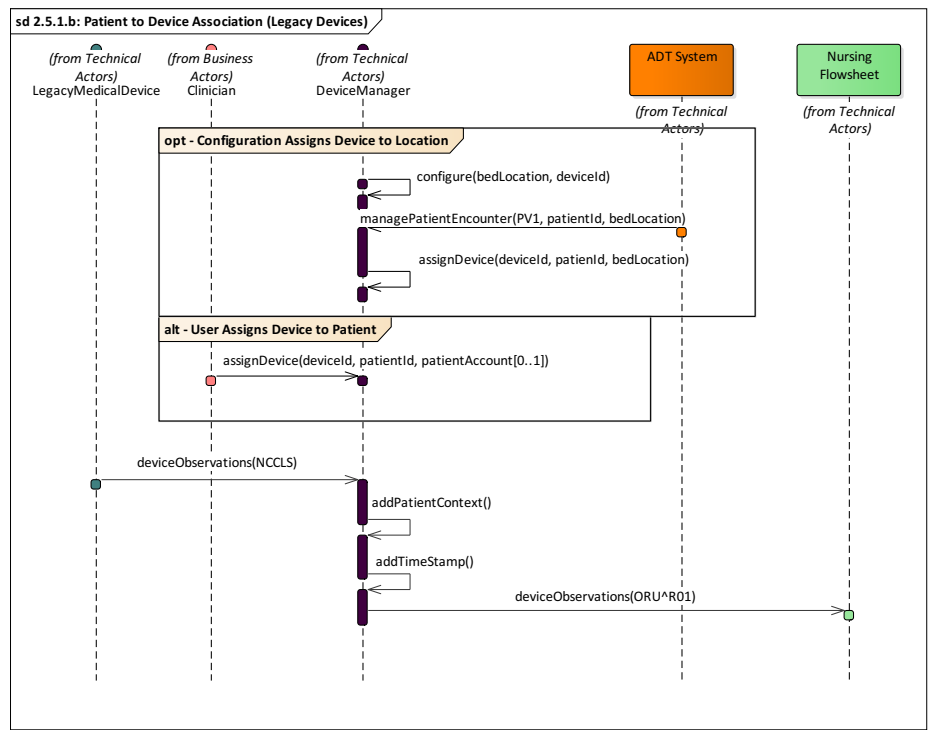 sd 2.5.1.b: Patient to Device Association (Legacy Devices)
(from Technical
Actors)
LegacyMedicalDevice
(from Business
Actors)
Clinician
(from Technical
Actors)
DeviceManager
ADT System
(from Technical
Actors)
Nursing
Flowsheet
(from Technical
Actors)
opt - Configuration Assigns Device to Location
configure(bedLocation, deviceId)
managePatientEncounter(PV1, patientId, bedLocation)
assignDevice(deviceId, patienId, bedLocation)
alt - User Assigns Device to Patient
assignDevice(deviceId, patientId, patientAccount[0..1])
deviceObservations(NCCLS)
addPatientContext()
addTimeStamp()
deviceObservations(ORU^R01)